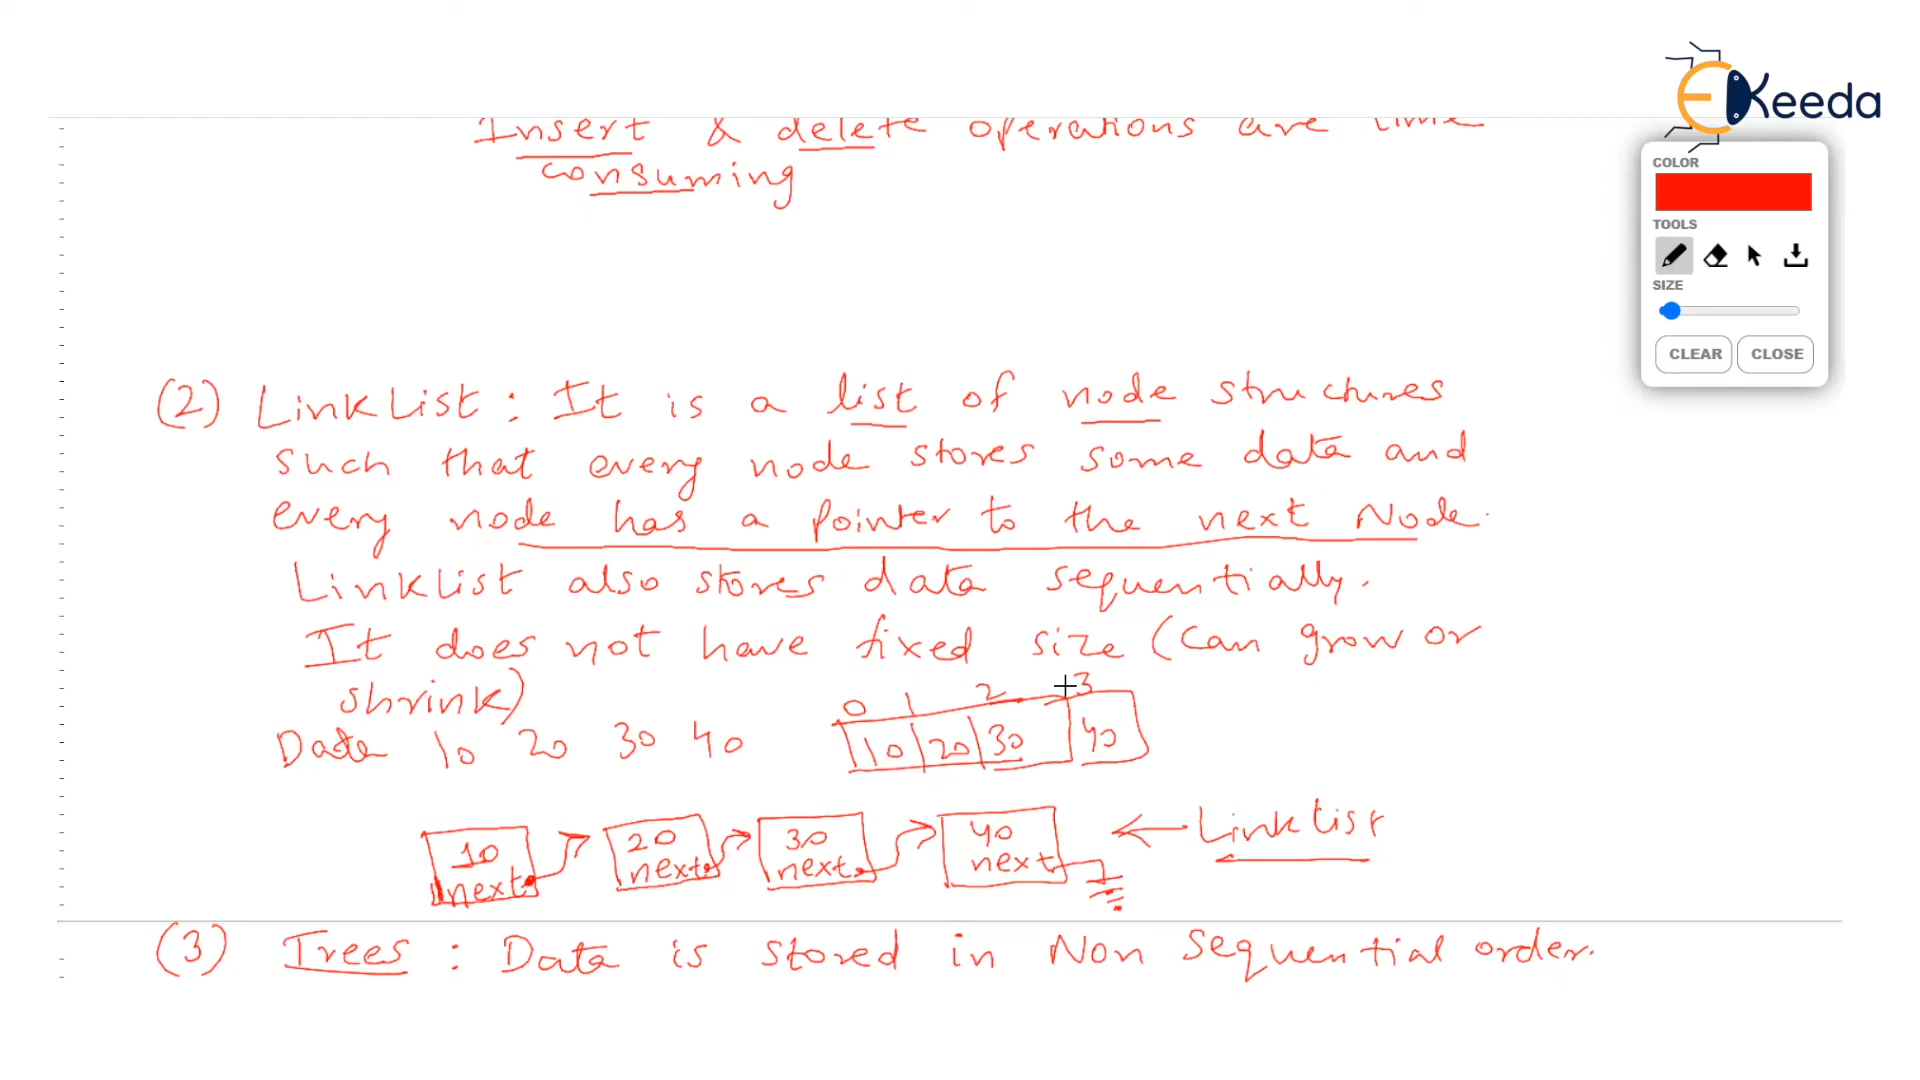 EKeeda
Insert & delete operations are time
consuming
COLOR
TOOLS
SIZE
CLEAR CLOSE
(2) LinkList : It is a list of node structures
such that every node stores some data and
every node has a pointer to the next Node.
Linklist also stores data sequentially.
It does not have fixed size (can grow or
shrink)
0 1 2 3
Data 10 20 30 40 10 20 30 40
10 20 30 40 ← Linklist
next next next next
(3) Trees : Data is stored in Non Sequential order.